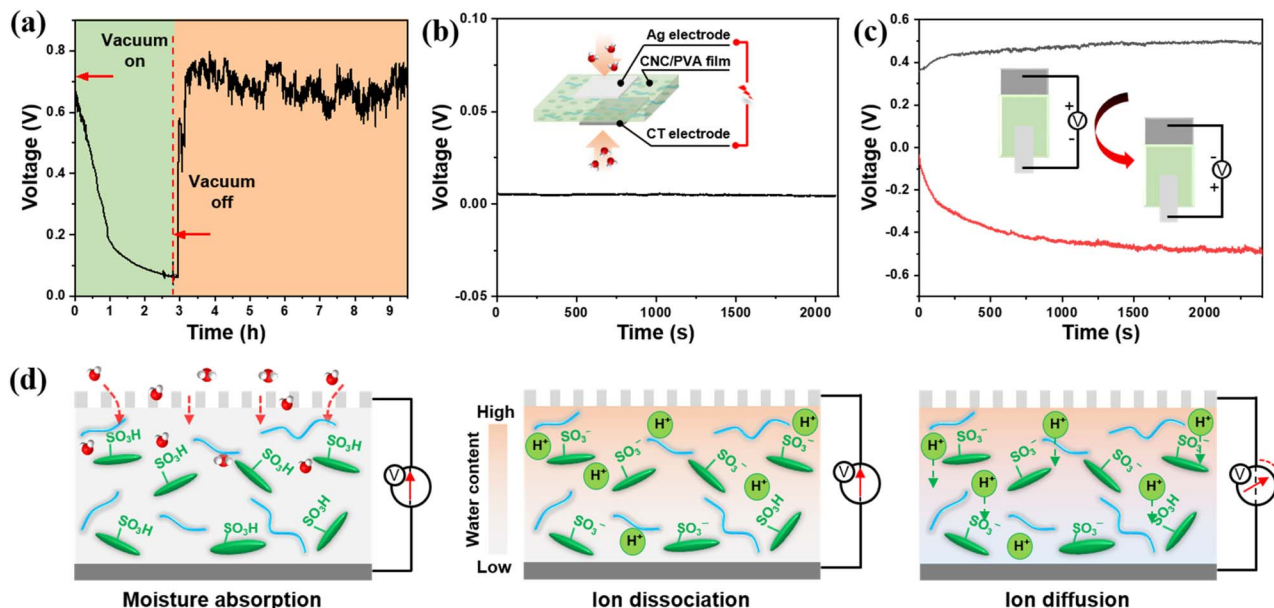 (a)
Vacuum
on
Vacuum
off
0.8
0.6
0.4
0.2
0.0
Voltage (V)
0 1 2 3 4 5 6 7 8 9
Time (h)
(b)
Ag electrode
CNC/PVA film
CT electrode
0.10
0.05
0.00
-0.05
Voltage (V)
0 500 1000 1500 2000
Time (s)
(c)
+
V
-
-
V
+
0.6
0.4
0.2
0.0
-0.2
-0.4
-0.6
Voltage (V)
0 500 1000 1500 2000
Time (s)
(d)
SO₃H
SO₃H
SO₃H
SO₃H
SO₃H
SO₃H
SO₃H
V
Moisture absorption
High
Water content
Low
H⁺
H⁺
H⁺
H⁺
H⁺
SO₃⁻
SO₃⁻
SO₃⁻
SO₃⁻
SO₃⁻
SO₃⁻
SO₃H
V
Ion dissociation
H⁺
H⁺
H⁺
H⁺
H⁺
H⁺
SO₃⁻
SO₃⁻
SO₃⁻
SO₃⁻
SO₃⁻
SO₃⁻
SO₃H
V
Ion diffusion